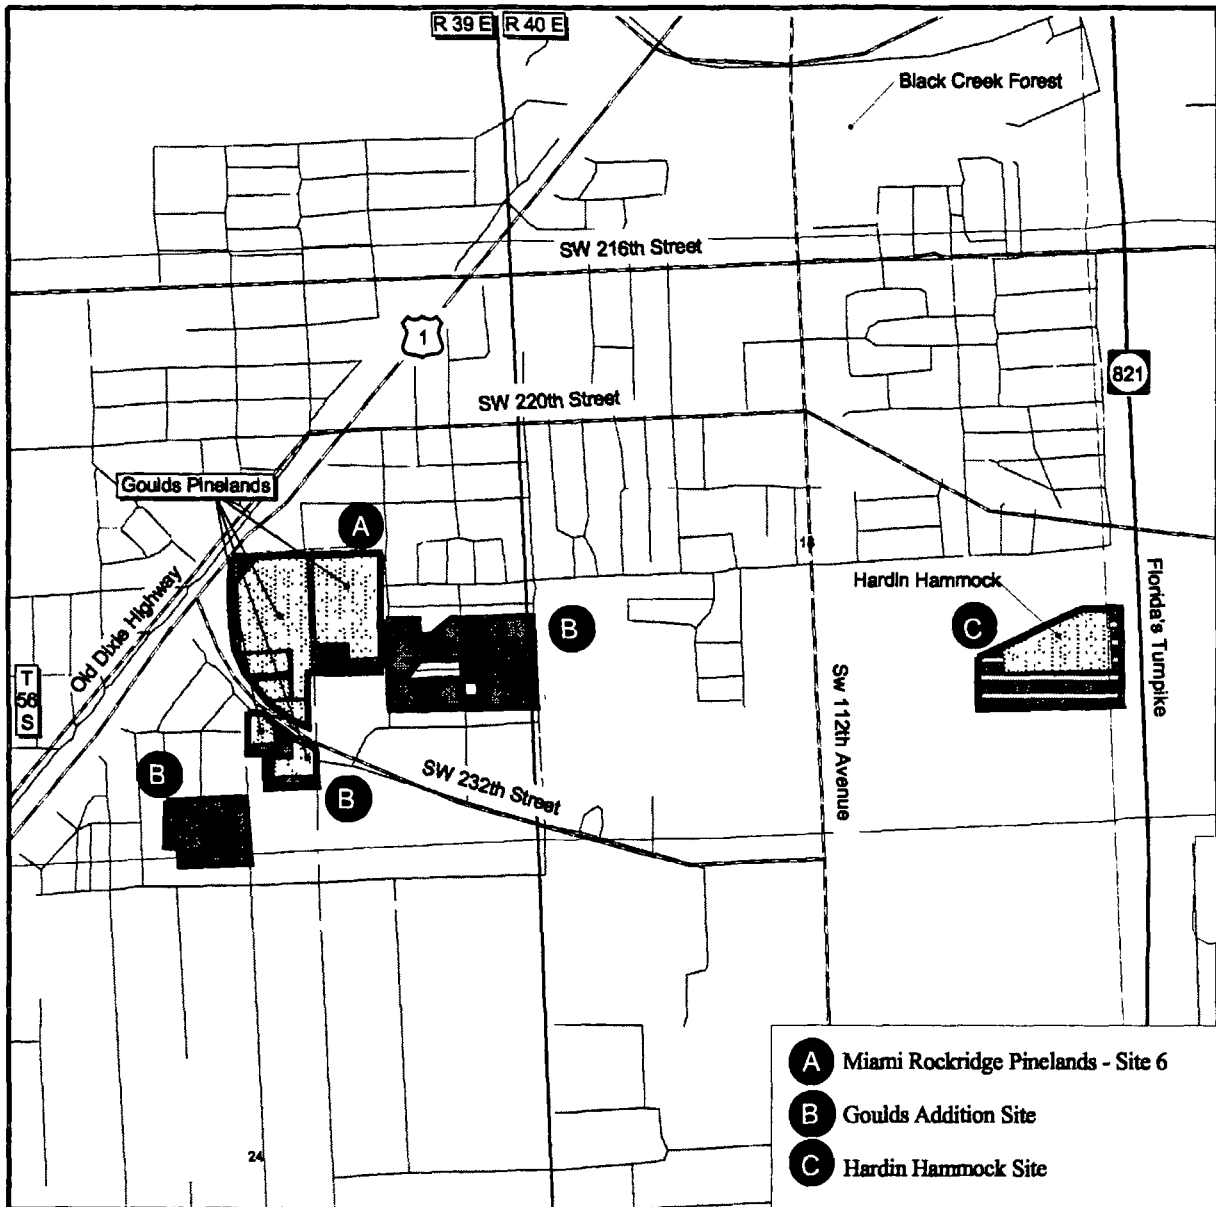 R 39 E R 40 E
Black Creek Forest
SW 216th Street
1
821
SW 220th Street
Goulds Pinelands
A
18
Hardin Hammock
Old Dixie Highway
B
C
Florida's Turnpike
T
56
S
Sw 112th Avenue
B
SW 232th Street
B
A Miami Rockridge Pinelands - Site 6
B Goulds Addition Site
24
C Hardin Hammock Site